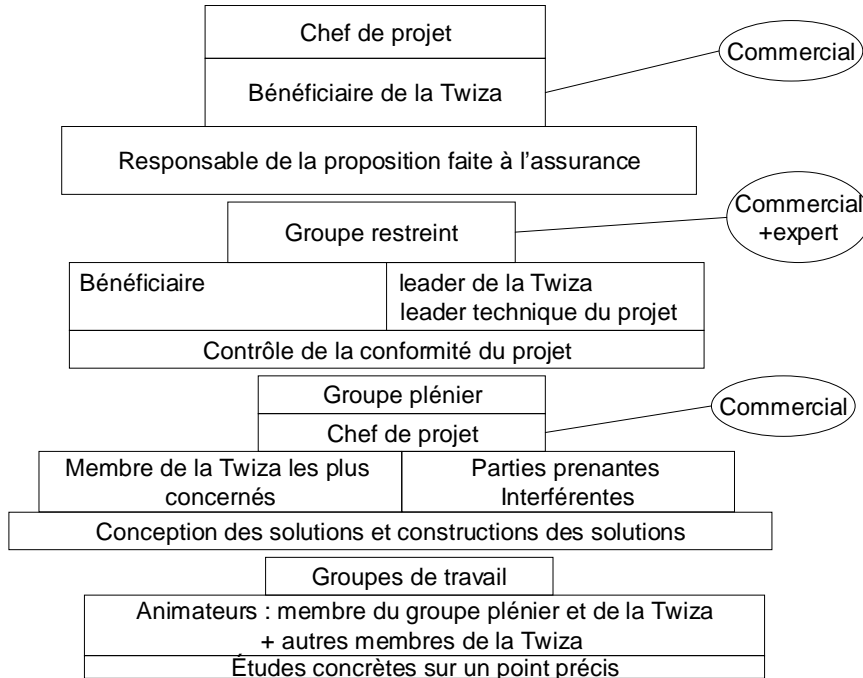 Chef de projet
Commercial
Bénéficiaire de la Twiza
Responsable de la proposition faite à l’assurance
Commercial
+expert
Groupe restreint
Bénéficiaire
leader de la Twiza
leader technique du projet
Contrôle de la conformité du projet
Groupe plénier
Commercial
Chef de projet
Membre de la Twiza les plus
concernés
Parties prenantes
Interférentes
Conception des solutions et constructions des solutions
Groupes de travail
Animateurs : membre du groupe plénier et de la Twiza
+ autres membres de la Twiza
Études concrètes sur un point précis